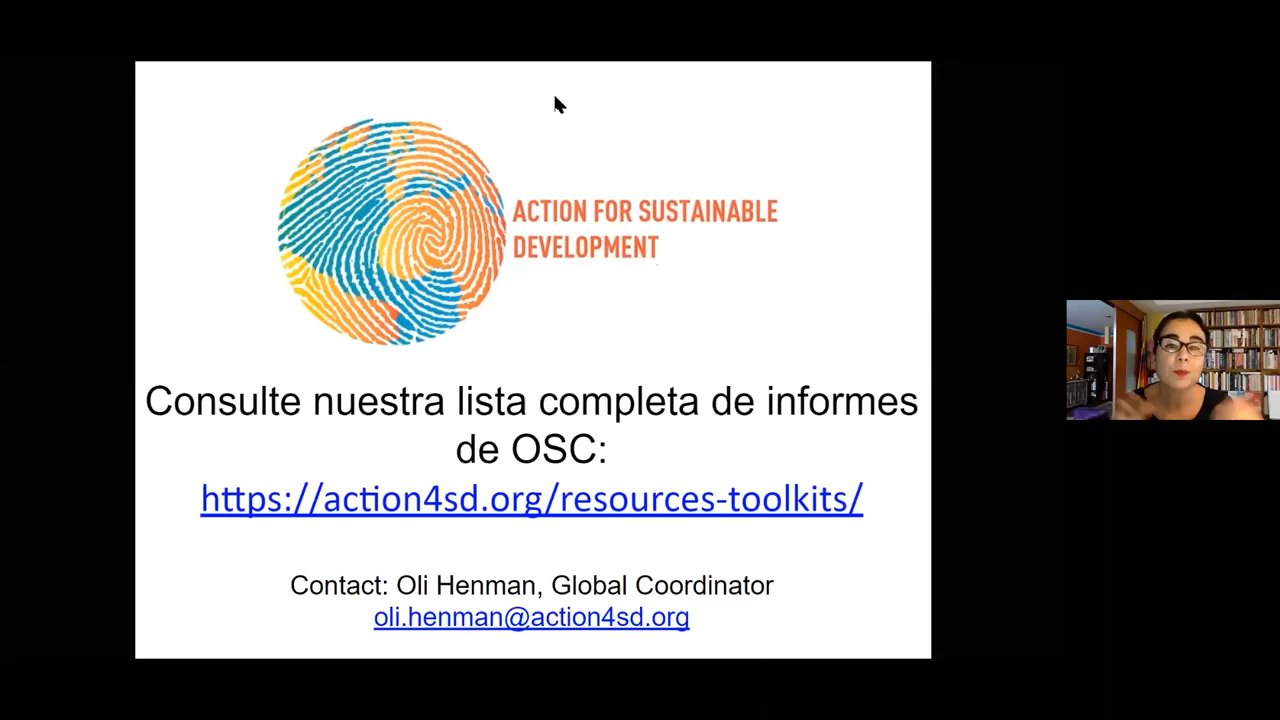 ACTION FOR SUSTAINABLE
DEVELOPMENT
Consulte nuestra lista completa de informes
de OSC:
https://action4sd.org/resources-toolkits/
Contact: Oli Henman, Global Coordinator
oli.henman@action4sd.org